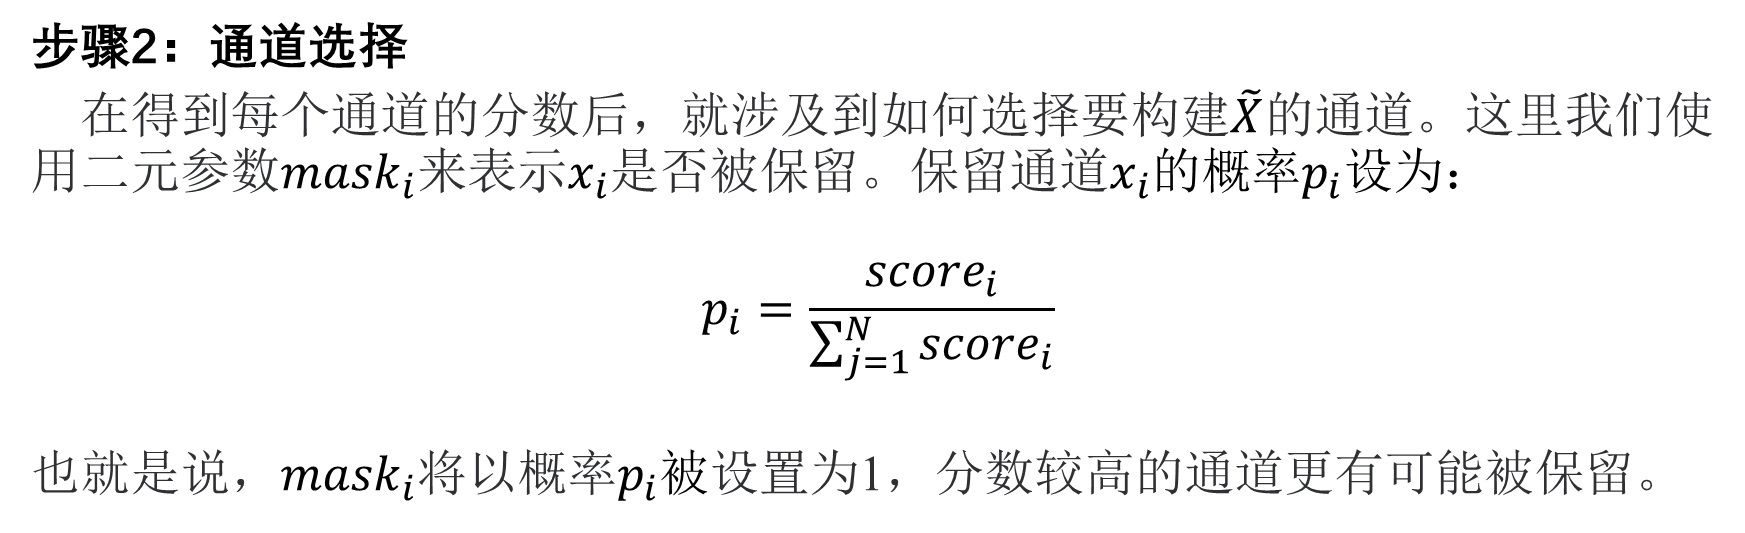 步骤2：通道选择
在得到每个通道的分数后，就涉及到如何选择要构建X̃的通道。这里我们使
用二元参数maskᵢ来表示xᵢ是否被保留。保留通道xᵢ的概率pᵢ设为：
pᵢ = scoreᵢ / ∑ᴺⱼ₌₁ scoreᵢ
也就是说，maskᵢ将以概率pᵢ被设置为1，分数较高的通道更有可能被保留。